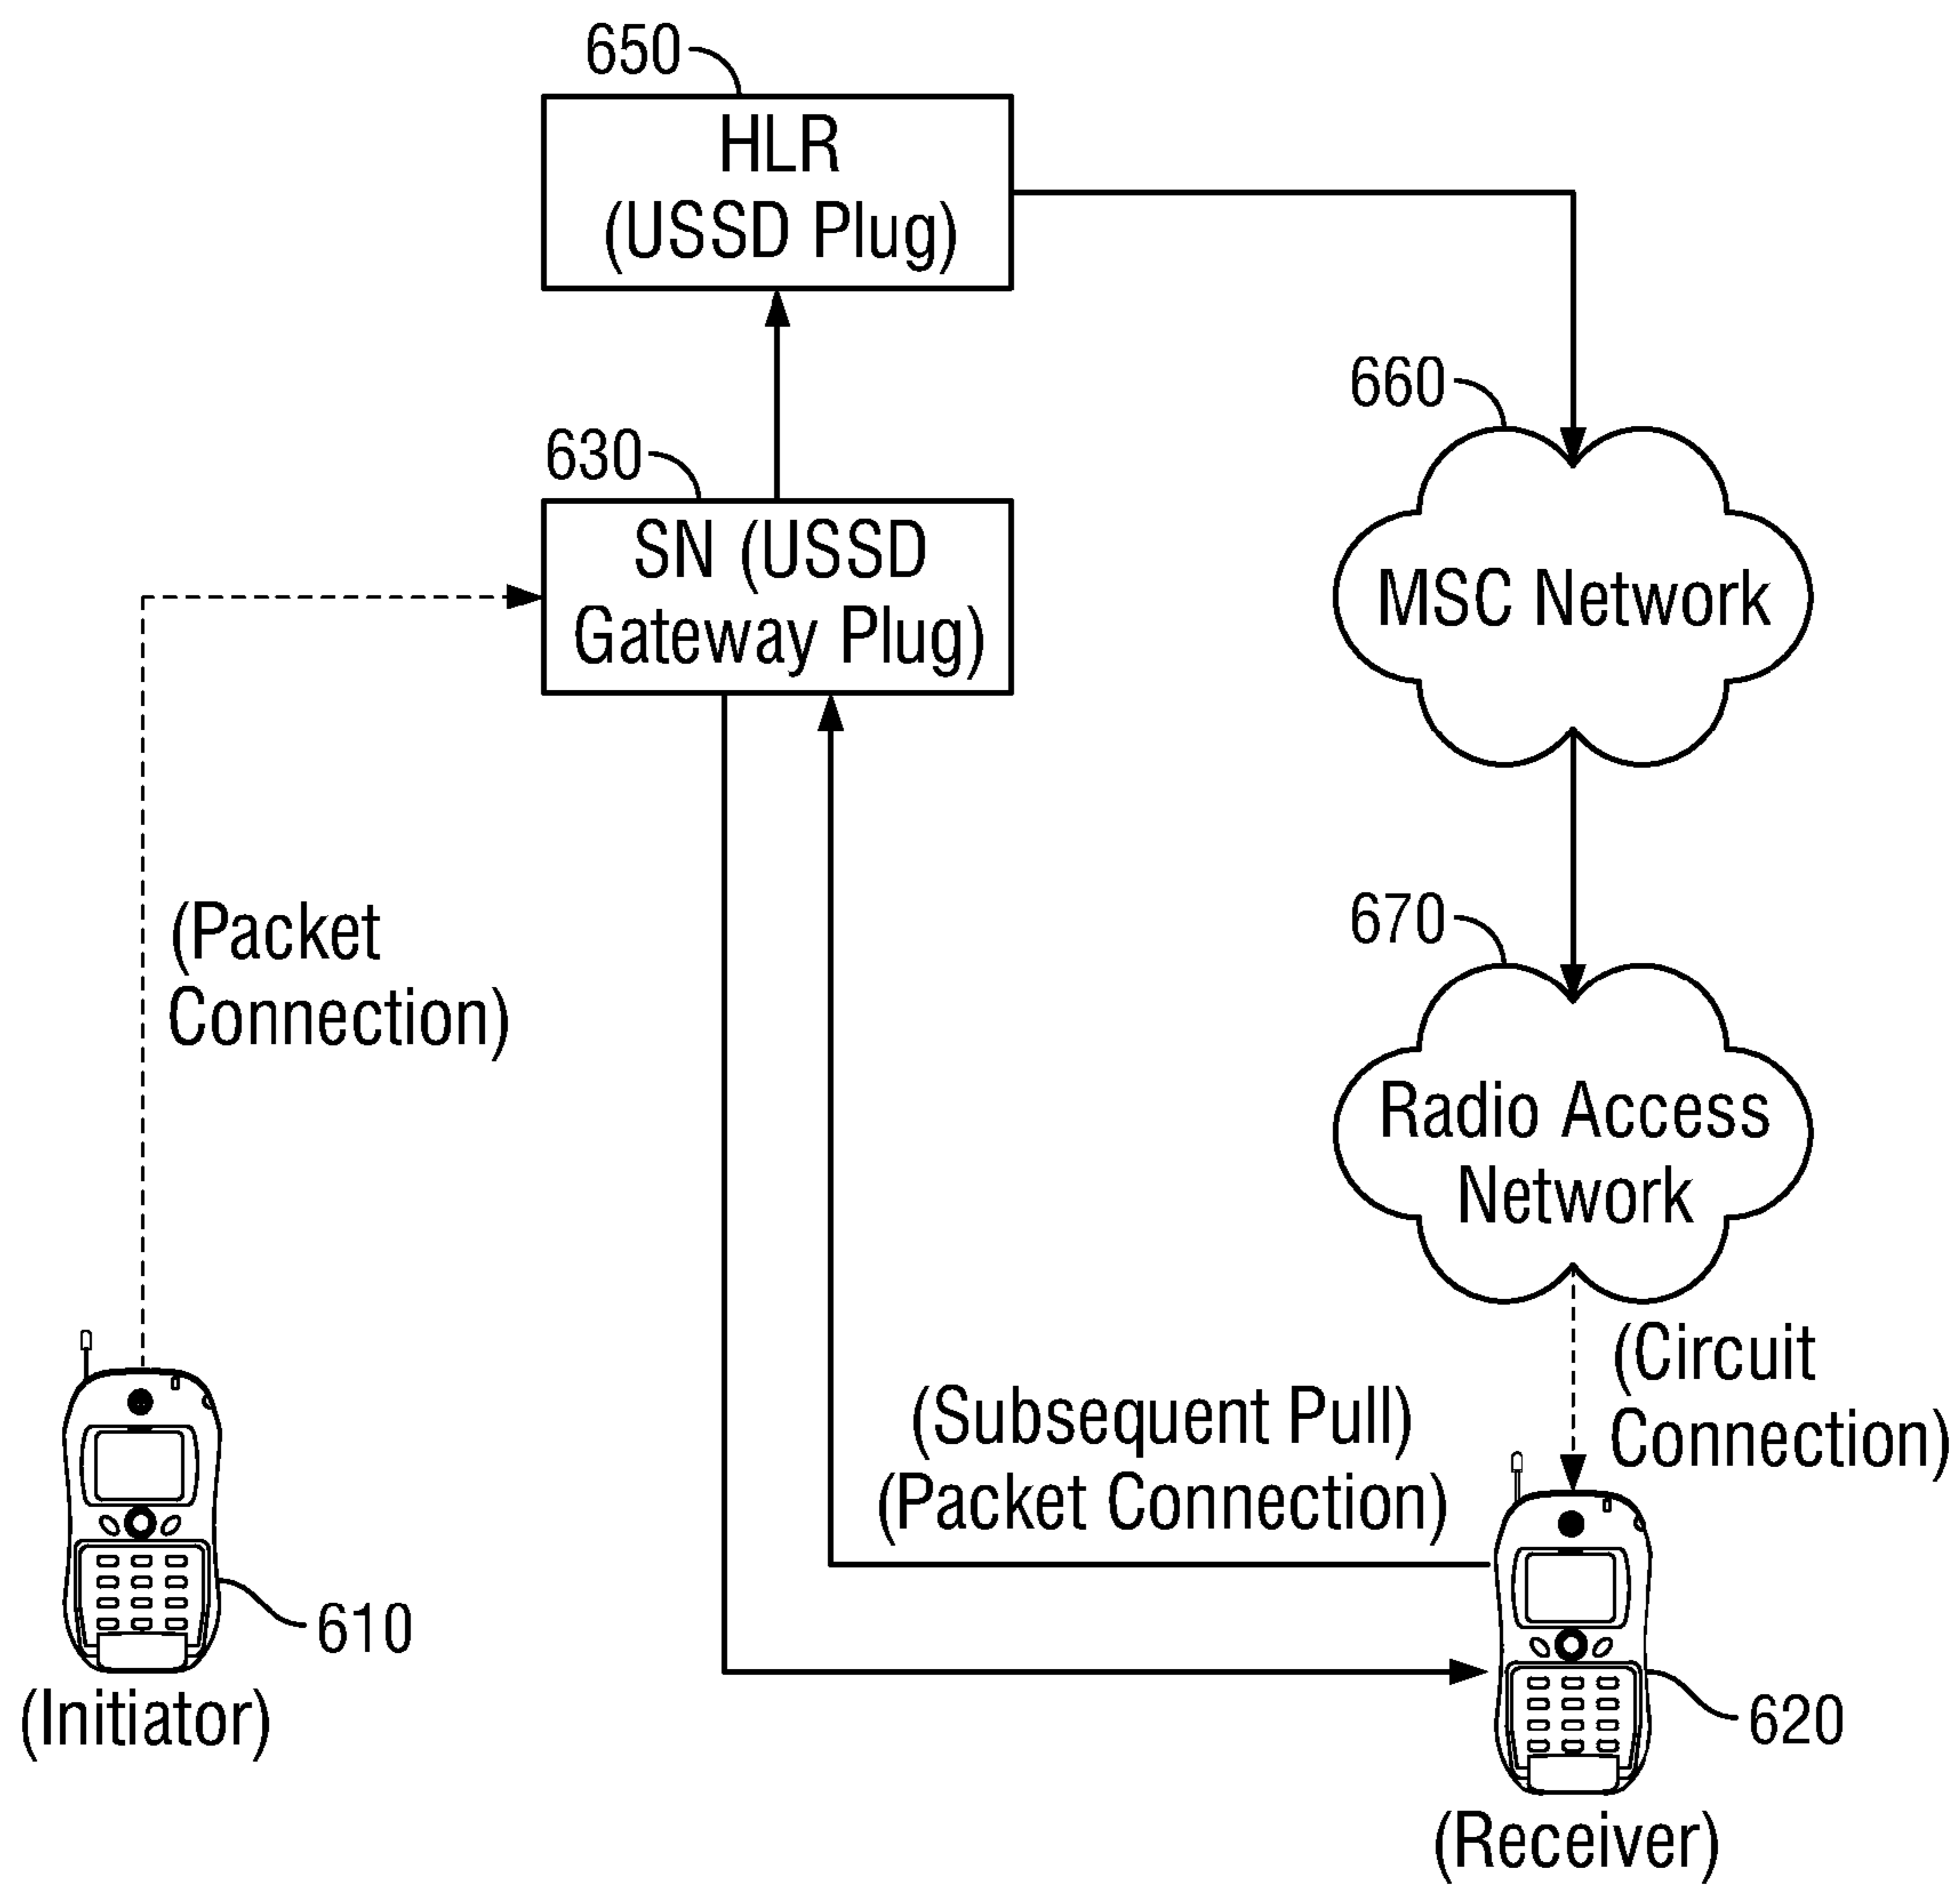 650
HLR
(USSD Plug)
660
630
SN (USSD
Gateway Plug)
MSC Network
(Packet
Connection)
670
Radio Access
Network
(Circuit
Connection)
(Subsequent Pull)
(Packet Connection)
610
(Initiator)
620
(Receiver)